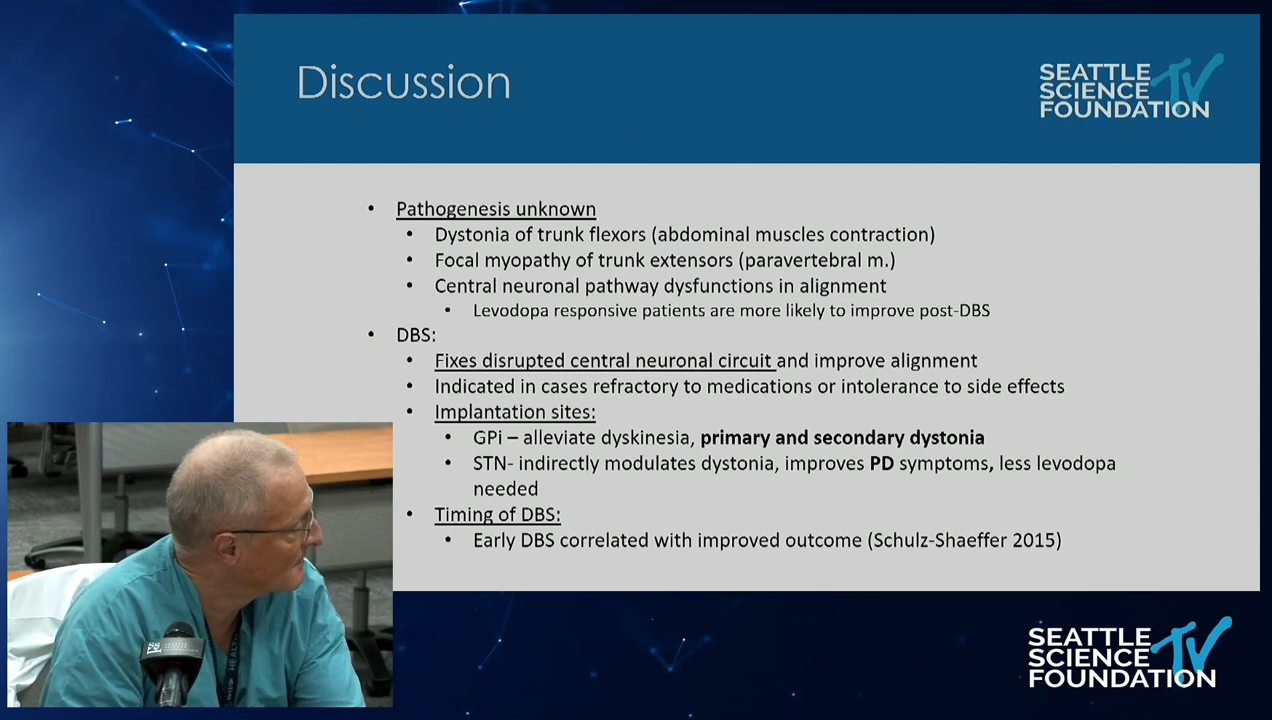 Discussion
SEATTLE
SCIENCE TV
FOUNDATION
• Pathogenesis unknown
• Dystonia of trunk flexors (abdominal muscles contraction)
• Focal myopathy of trunk extensors (paravertebral m.)
• Central neuronal pathway dysfunctions in alignment
• Levodopa responsive patients are more likely to improve post-DBS
• DBS:
• Fixes disrupted central neuronal circuit and improve alignment
• Indicated in cases refractory to medications or intolerance to side effects
• Implantation sites:
• GPi – alleviate dyskinesia, primary and secondary dystonia
• STN- indirectly modulates dystonia, improves PD symptoms, less levodopa
needed
• Timing of DBS:
• Early DBS correlated with improved outcome (Schulz-Shaeffer 2015)
SEATTLE
SCIENCE TV
FOUNDATION